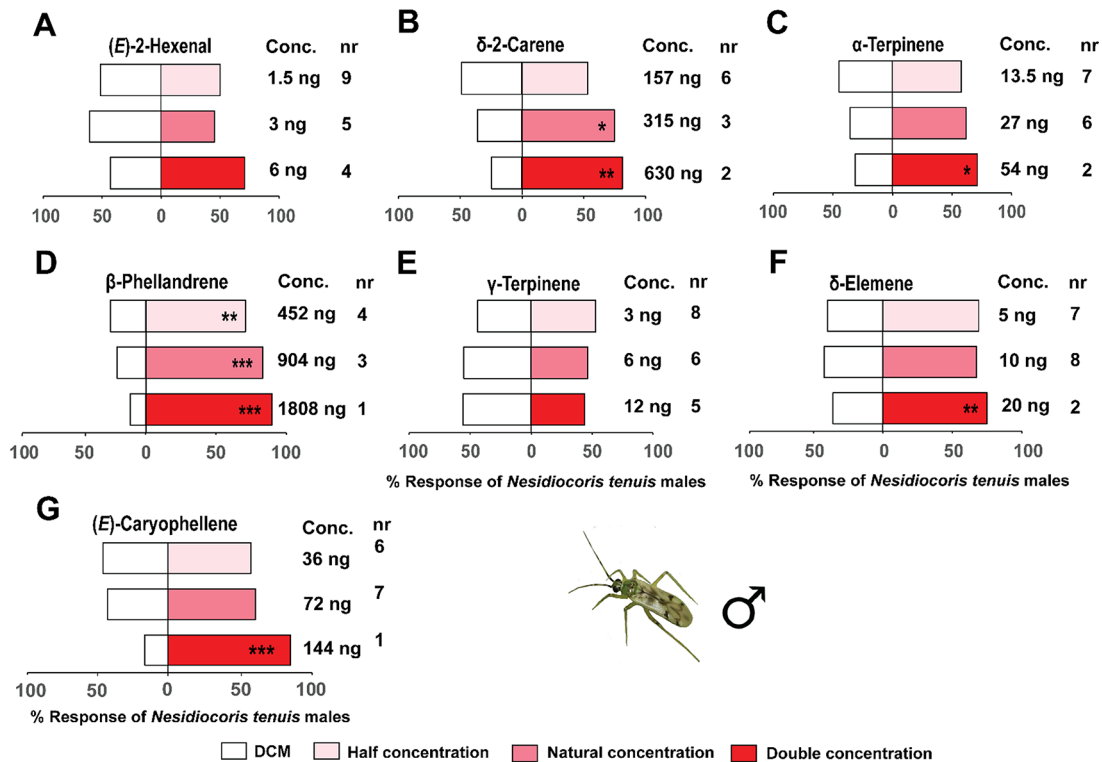 A
(E)-2-Hexenal
Conc. nr
1.5 ng 9
3 ng 5
6 ng 4
100 50 0 50 100
B
δ-2-Carene
Conc. nr
157 ng 6
* 315 ng 3
** 630 ng 2
100 50 0 50 100
C
α-Terpinene
Conc. nr
13.5 ng 7
27 ng 6
* 54 ng 2
100 50 0 50 100
D
β-Phellandrene
Conc. nr
** 452 ng 4
*** 904 ng 3
*** 1808 ng 1
100 50 0 50 100
E
γ-Terpinene
Conc. nr
3 ng 8
6 ng 6
12 ng 5
100 50 0 50 100
% Response of Nesidiocoris tenuis males
F
δ-Elemene
Conc. nr
5 ng 7
10 ng 8
** 20 ng 2
100 50 0 50 100
% Response of Nesidiocoris tenuis males
G
(E)-Caryophellene
Conc. nr
36 ng 6
72 ng 7
*** 144 ng 1
100 50 0 50 100
% Response of Nesidiocoris tenuis males
♂
DCM Half concentration Natural concentration Double concentration